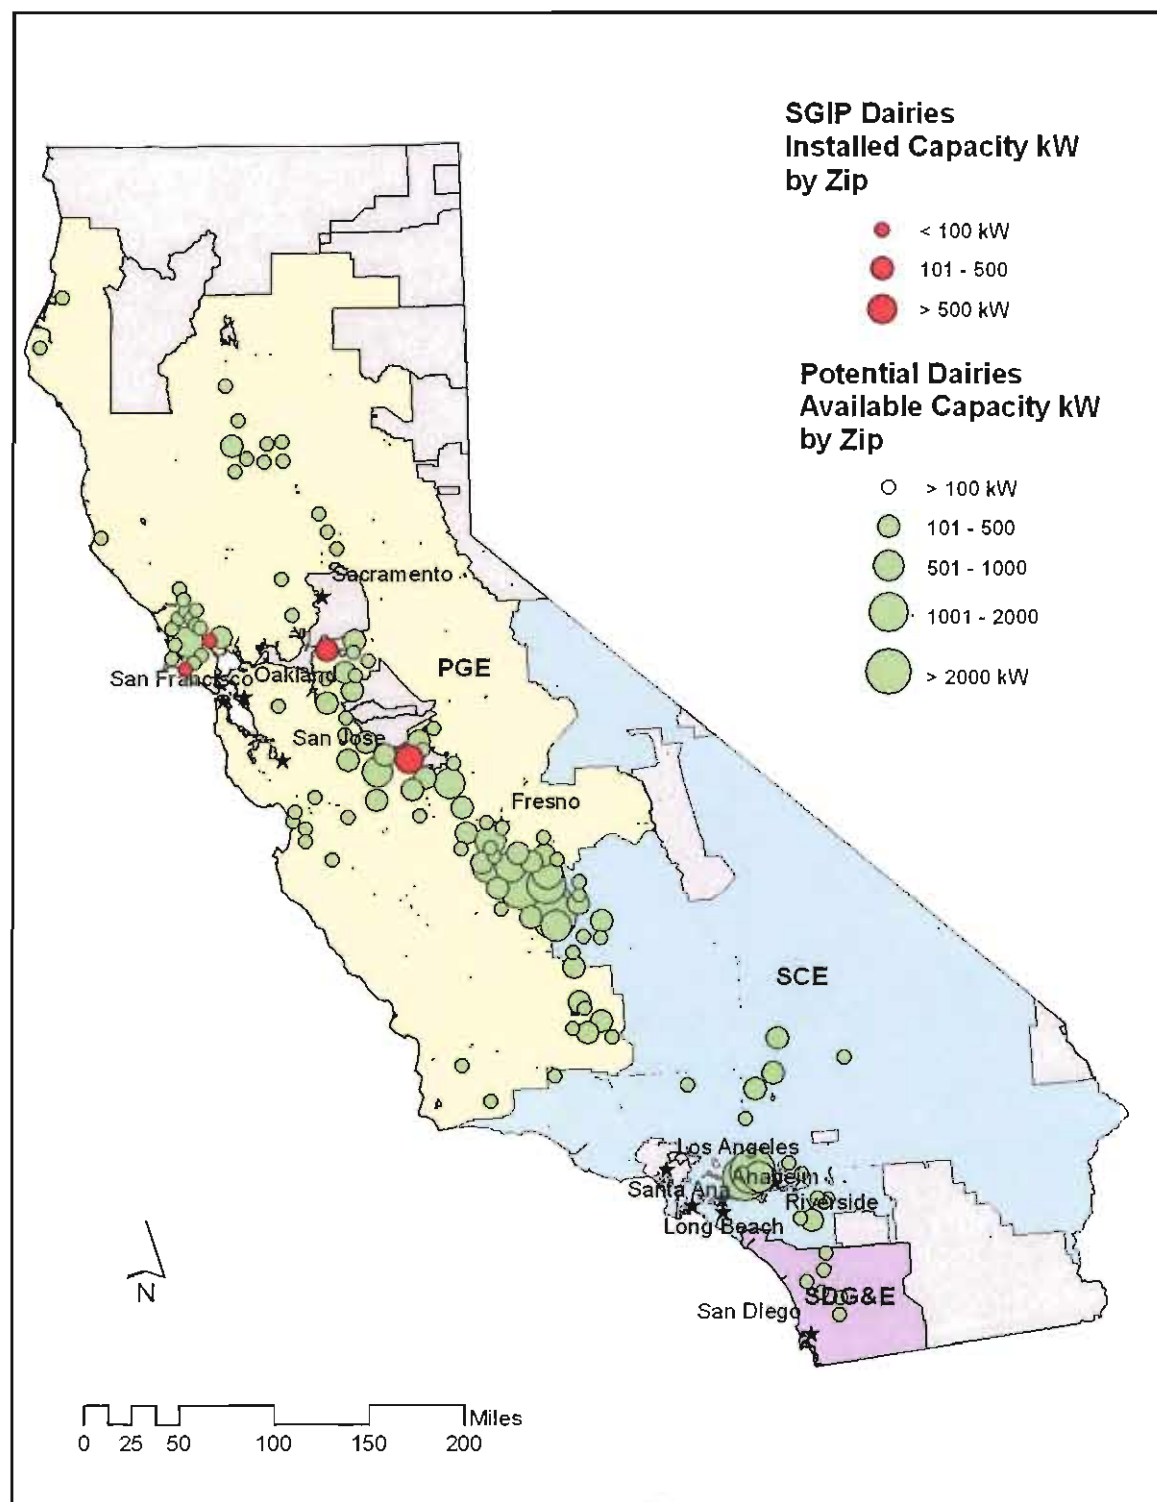 SGIP Dairies
Installed Capacity kW
by Zip
< 100 kW
101 - 500
> 500 kW
Potential Dairies
Available Capacity kW
by Zip
> 100 kW
101 - 500
501 - 1000
1001 - 2000
> 2000 kW
Sacramento
PGE
San Francisco
Oakland
San Jose
Fresno
SCE
Los Angeles
Anaheim
Santa Ana
Riverside
Long Beach
SDG&E
San Diego
N
Miles
0 25 50 100 150 200